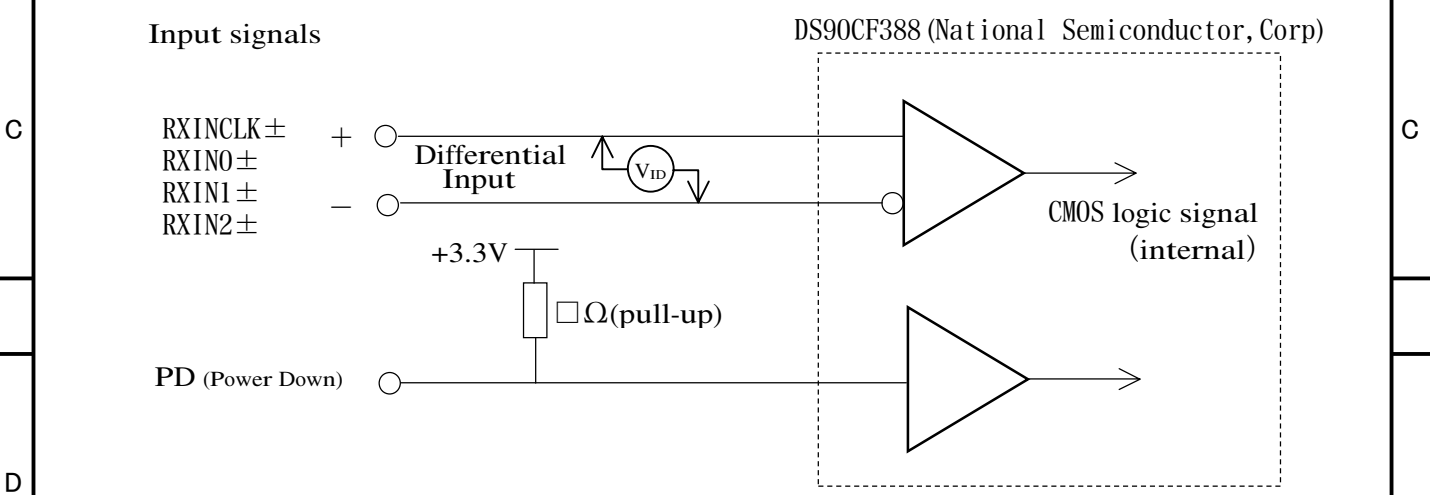 Input signals
DS90CF388(National Semiconductor,Corp)
C
C
RXINCLK±
+
RXIN0±
Differential
Input
VID
RXIN1±
−
RXIN2±
CMOS logic signal
(internal)
+3.3V
□Ω(pull-up)
PD (Power Down)
D